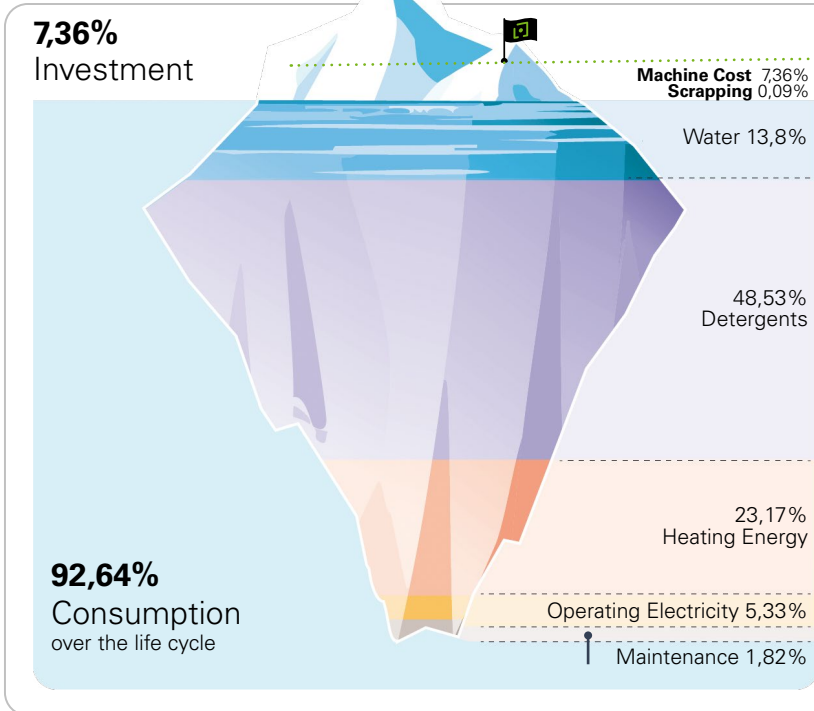 7,36%
Investment
Machine Cost 7,36%
Scrapping 0,09%
Water 13,8%
48,53%
Detergents
23,17%
Heating Energy
92,64%
Consumption
over the life cycle
Operating Electricity 5,33%
Maintenance 1,82%